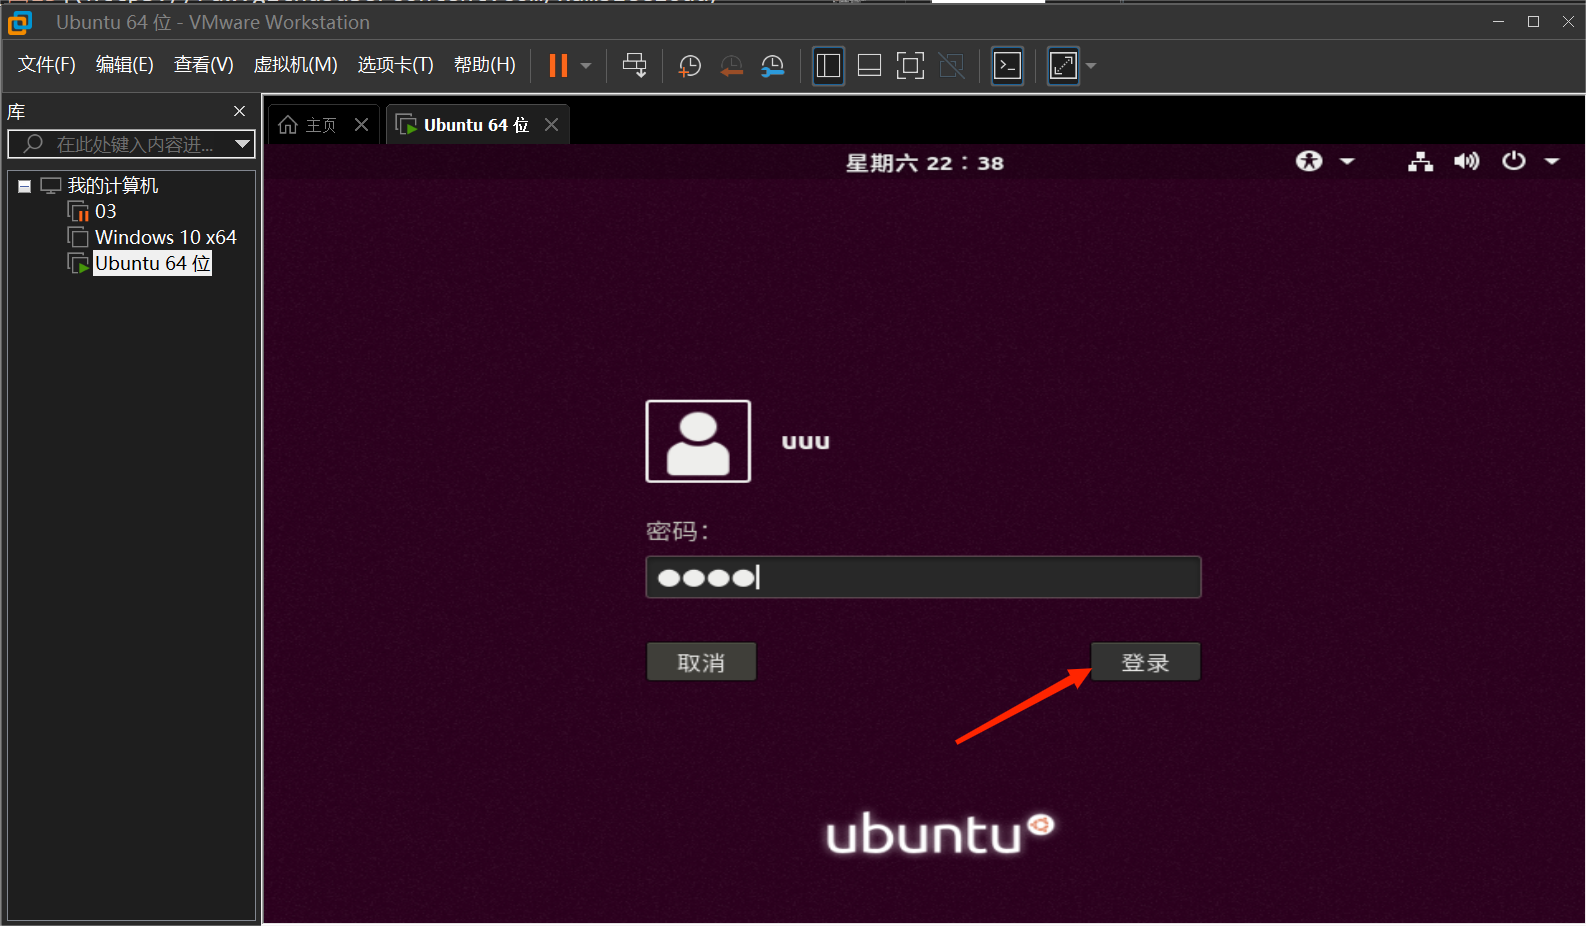 Ubuntu 64 位 - VMware Workstation
文件(F) 编辑(E) 查看(V) 虚拟机(M) 选项卡(T) 帮助(H)
库
在此处键入内容进...
主页
Ubuntu 64 位
我的计算机
03
Windows 10 x64
Ubuntu 64 位
星期六 22：38
uuu
密码：
取消
登录
ubuntu